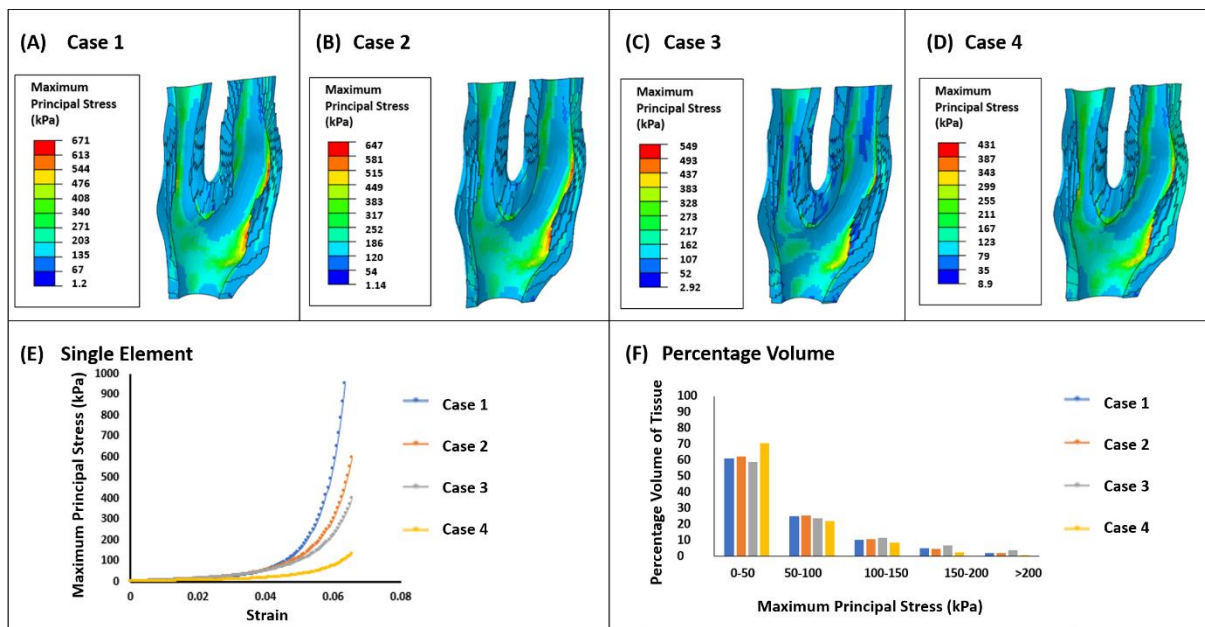 (A) Case 1
Maximum
Principal Stress
(kPa)
671
613
544
476
408
340
271
203
135
67
1.2
(B) Case 2
Maximum
Principal Stress
(kPa)
647
581
515
449
383
317
252
186
120
54
1.14
(C) Case 3
Maximum
Principal Stress
(kPa)
549
493
437
383
328
273
217
162
107
52
2.92
(D) Case 4
Maximum
Principal Stress
(kPa)
431
387
343
299
255
211
167
123
79
35
8.9
(E) Single Element
Maximum Principal Stress (kPa)
1000
900
800
700
600
500
400
300
200
100
0
0
0.02
0.04
0.06
0.08
Strain
Case 1
Case 2
Case 3
Case 4
(F) Percentage Volume
Percentage Volume of Tissue
100
90
80
70
60
50
40
30
20
10
0
0-50
50-100
100-150
150-200
>200
Maximum Principal Stress (kPa)
Case 1
Case 2
Case 3
Case 4